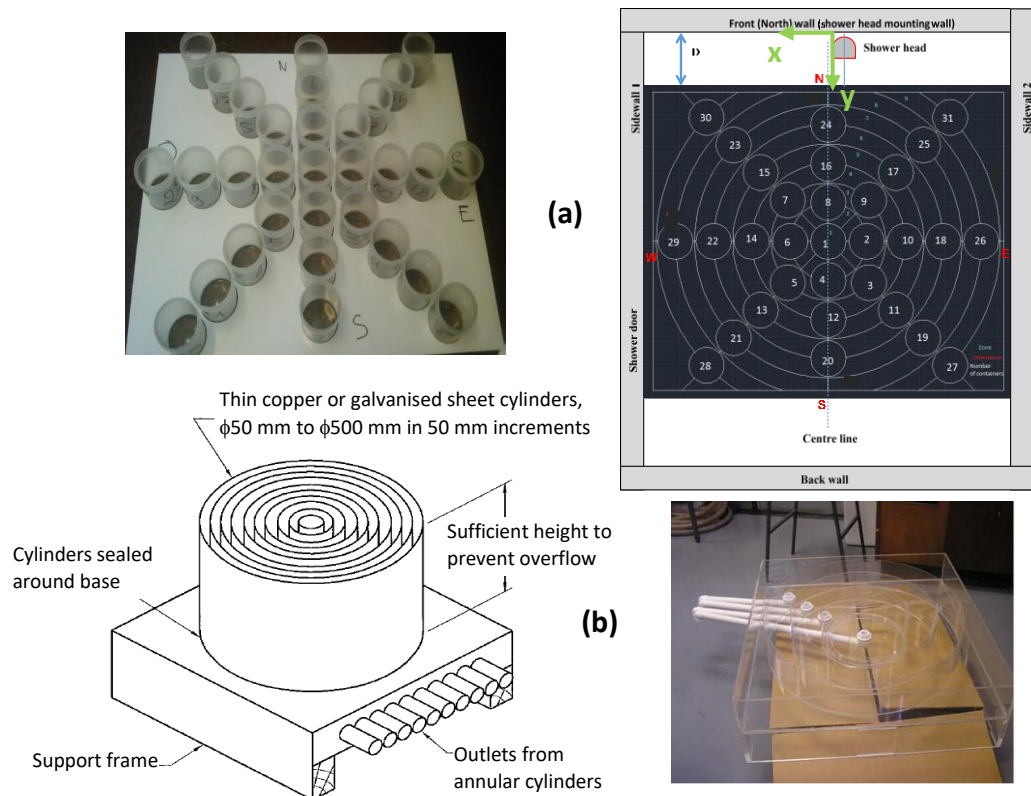 N
E
S
(a)
Front (North) wall (shower head mounting wall)
Shower head
D
x
y
N
Sidewall 1
Sidewall 2
Shower door
30
31
24
23
25
15
16
17
7
8
9
29
22
14
6
1
2
10
18
26
W
E
5
4
3
13
12
11
21
20
19
28
27
Zone
Orientation
Number
of containers
S
Centre line
Back wall
Thin copper or galvanised sheet cylinders,
ϕ50 mm to ϕ500 mm in 50 mm increments
Sufficient height to
prevent overflow
Cylinders sealed
around base
(b)
Support frame
Outlets from
annular cylinders